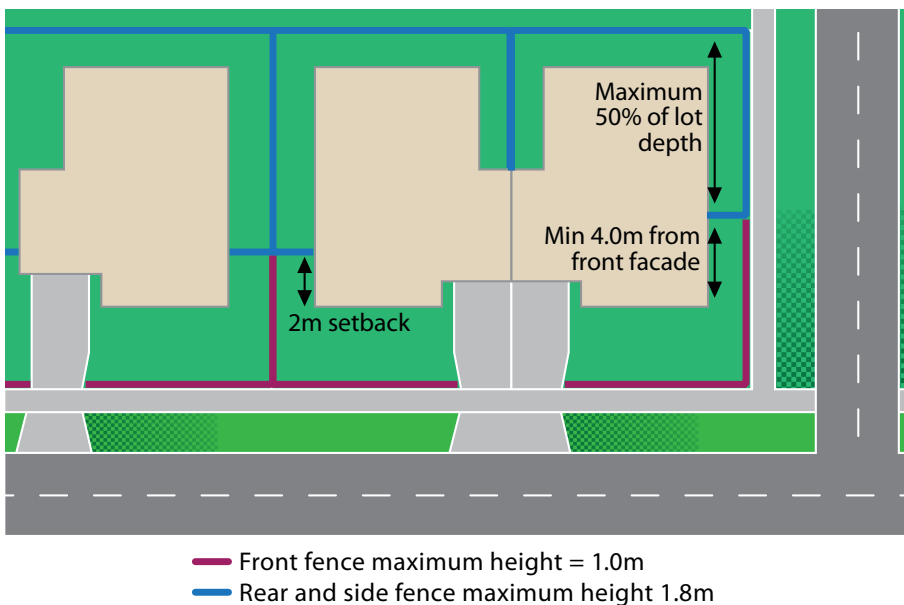 Maximum
50% of lot
depth
Min 4.0m from
front facade
2m setback
Front fence maximum height = 1.0m
Rear and side fence maximum height 1.8m